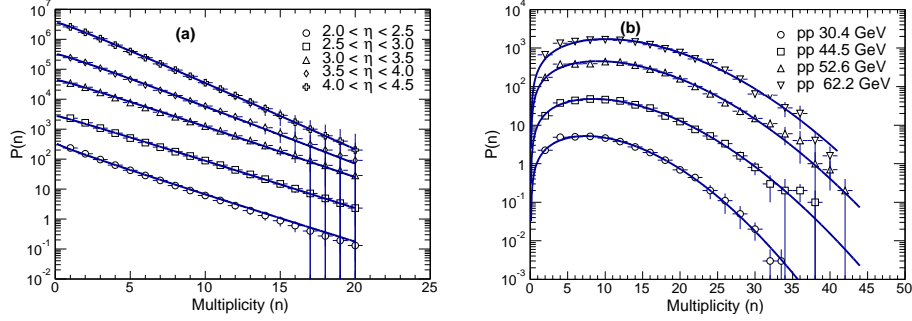 (a)
2.0 < η < 2.5
2.5 < η < 3.0
3.0 < η < 3.5
3.5 < η < 4.0
4.0 < η < 4.5
P(n)
10^7
10^6
10^5
10^4
10^3
10^2
10
1
10^-1
10^-2
0 5 10 15 20 25
Multiplicity (n)
(b)
pp 30.4 GeV
pp 44.5 GeV
pp 52.6 GeV
pp 62.2 GeV
P(n)
10^4
10^3
10^2
10
1
10^-1
10^-2
10^-3
0 5 10 15 20 25 30 35 40 45 50
Multiplicity (n)